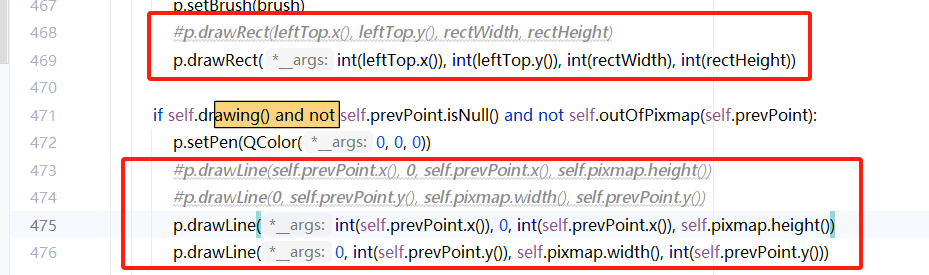 467 p.setBrush(brush)
468 #p.drawRect(leftTop.x(), leftTop.y(), rectWidth, rectHeight)
469 p.drawRect( *__args: int(leftTop.x()), int(leftTop.y()), int(rectWidth), int(rectHeight))
470
471 if self.drawing() and not self.prevPoint.isNull() and not self.outOfPixmap(self.prevPoint):
472 p.setPen(QColor( *__args: 0, 0, 0))
473 #p.drawLine(self.prevPoint.x(), 0, self.prevPoint.x(), self.pixmap.height())
474 #p.drawLine(0, self.prevPoint.y(), self.pixmap.width(), self.prevPoint.y())
475 p.drawLine( *__args: int(self.prevPoint.x()), 0, int(self.prevPoint.x()), self.pixmap.height())
476 p.drawLine( *__args: 0, int(self.prevPoint.y()), self.pixmap.width(), int(self.prevPoint.y()))